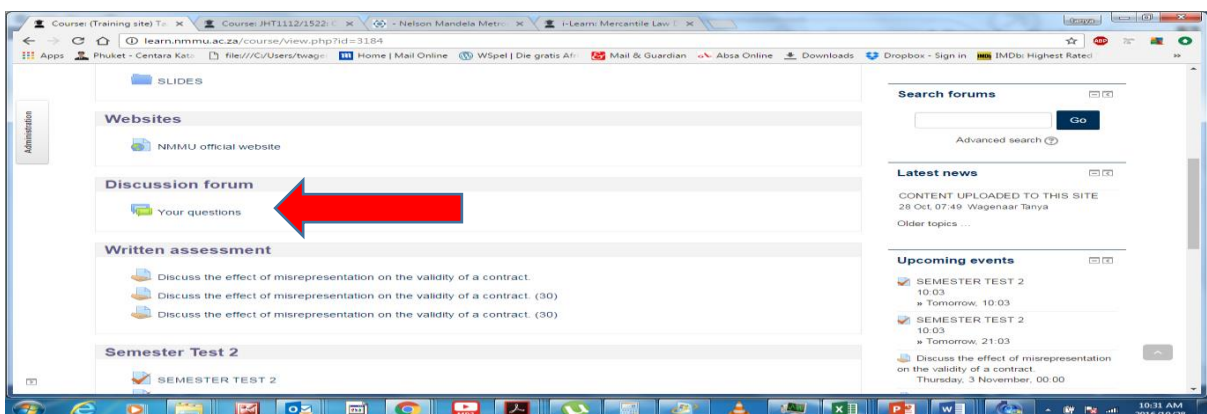 Course: (Training site) Ta
Course: JHT1112/1522:
- Nelson Mandela Metro
i-Learn: Mercantile Law
Tanya
learn.nmmu.ac.za/course/view.php?id=3184
Apps
Phuket - Centara Kata
file:///C:/Users/twage
Home | Mail Online
WSpel | Die gratis Afr
Mail & Guardian
Absa Online
Downloads
Dropbox - Sign in
IMDb: Highest Rated
Administration
SLIDES
Websites
NMMU official website
Discussion forum
Your questions
Written assessment
Discuss the effect of misrepresentation on the validity of a contract.
Discuss the effect of misrepresentation on the validity of a contract. (30)
Discuss the effect of misrepresentation on the validity of a contract. (30)
Semester Test 2
SEMESTER TEST 2
Search forums
Go
Advanced search
Latest news
CONTENT UPLOADED TO THIS SITE
28 Oct, 07:49 Wagenaar Tanya
Older topics ...
Upcoming events
SEMESTER TEST 2
10:03
» Tomorrow, 10:03
SEMESTER TEST 2
10:03
» Tomorrow, 21:03
Discuss the effect of misrepresentation
on the validity of a contract.
Thursday, 3 November, 00:00
10:31 AM